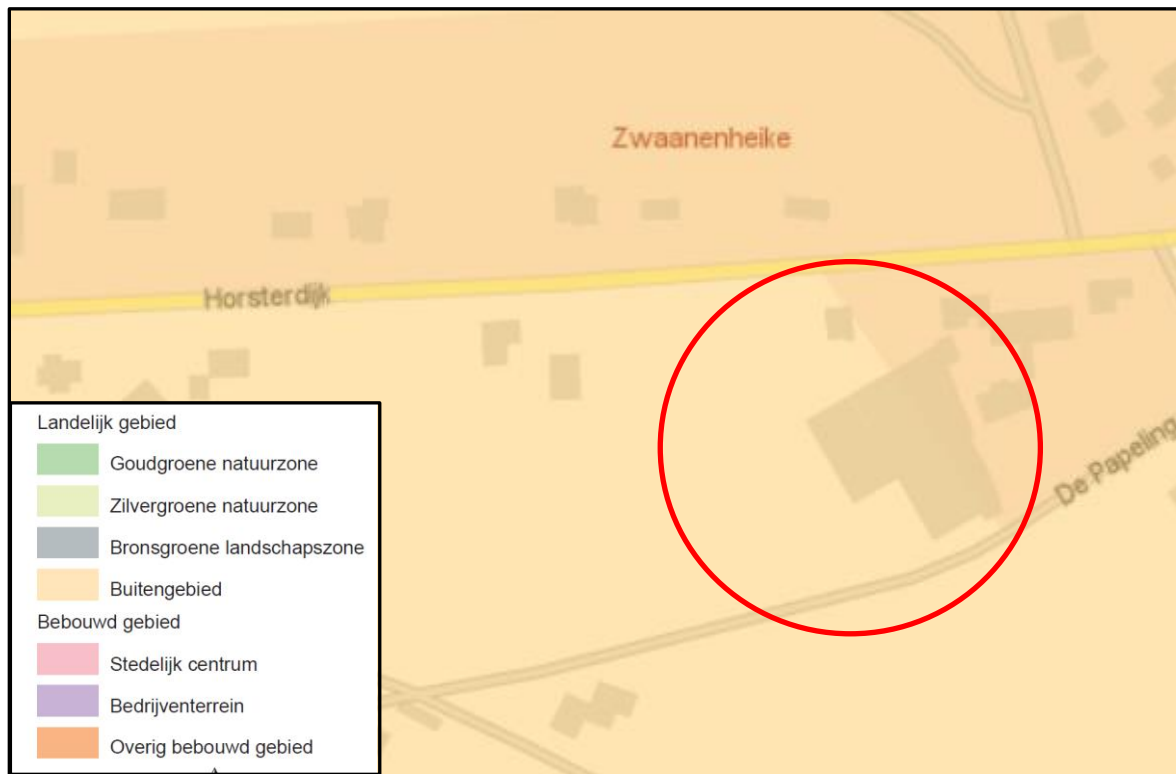 Zwaanenheike
Horsterdijk
De Papeling
Landelijk gebied
Goudgroene natuurzone
Zilvergroene natuurzone
Bronsgroene landschapszone
Buitengebied
Bebouwd gebied
Stedelijk centrum
Bedrijventerrein
Overig bebouwd gebied